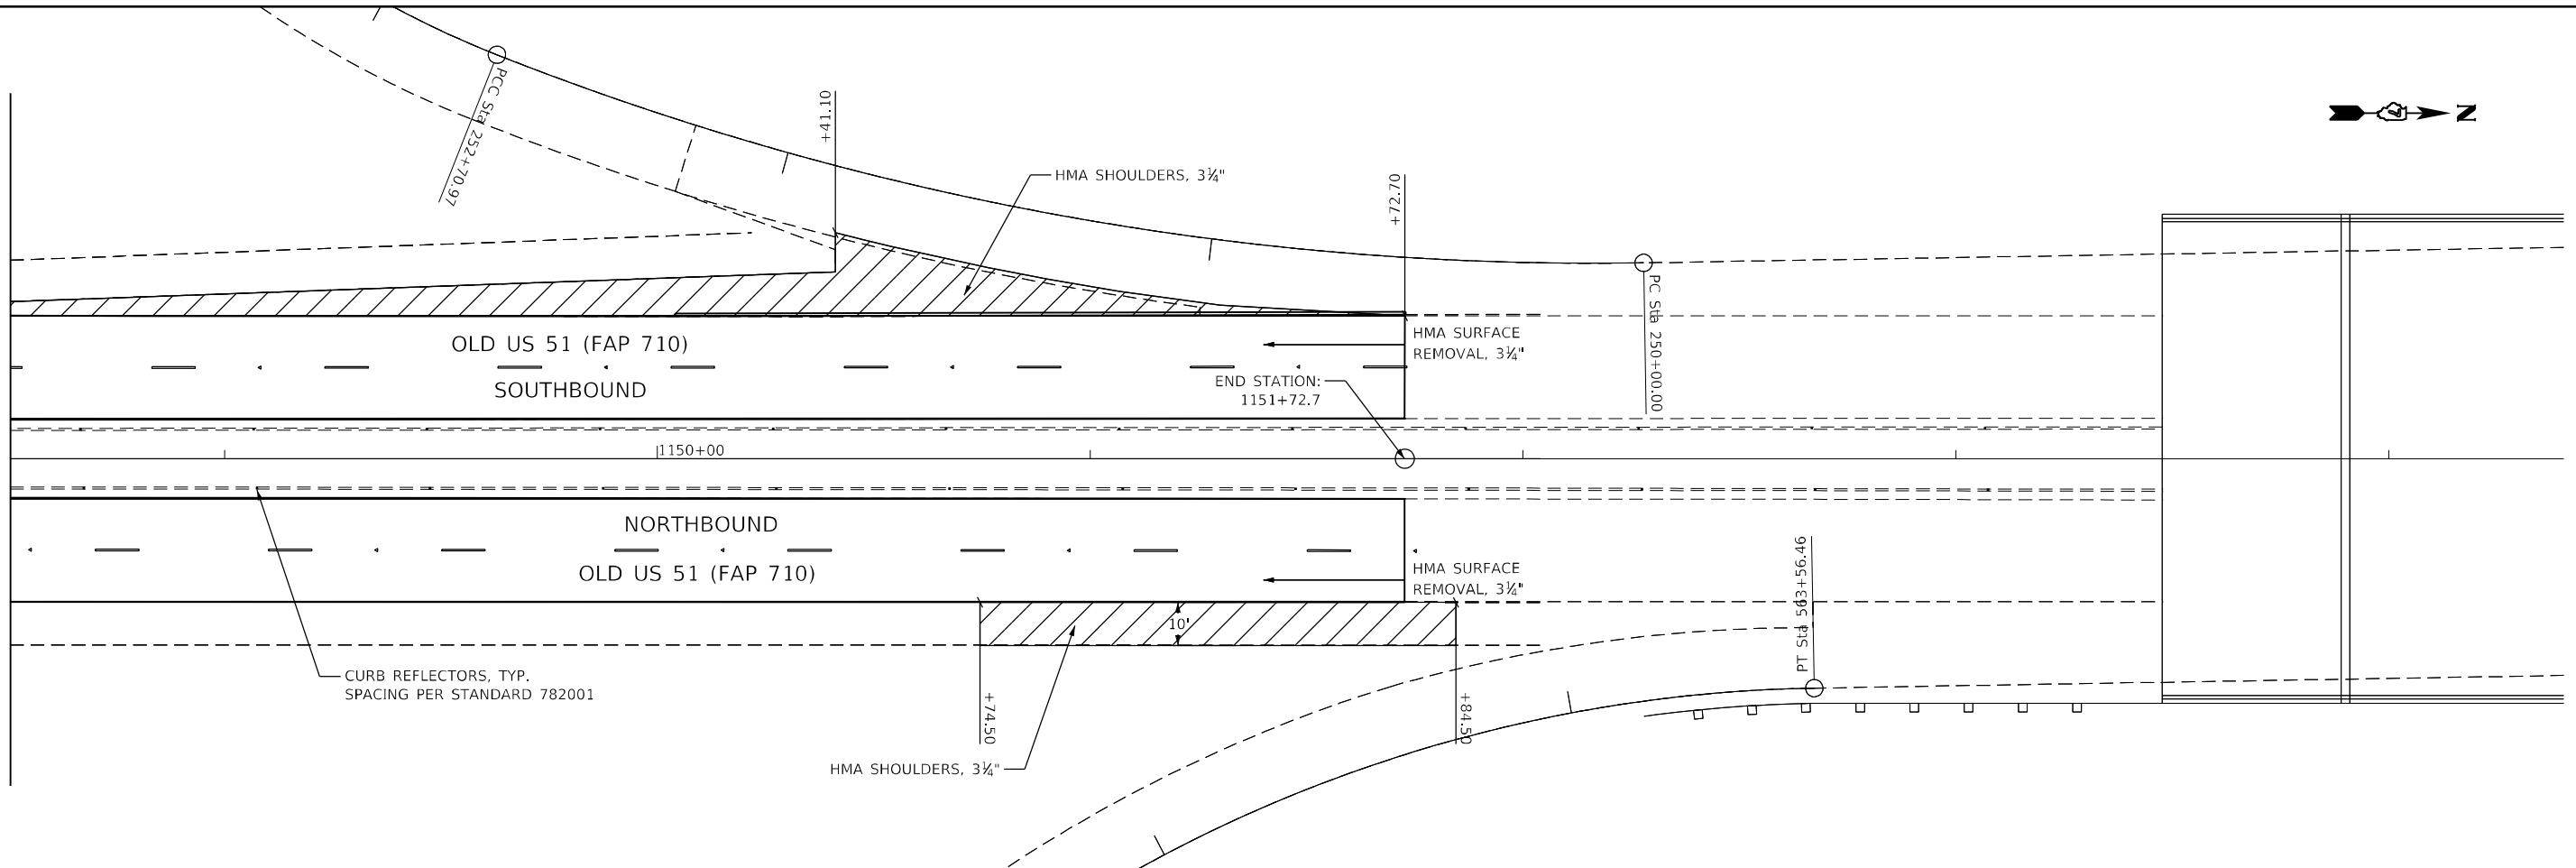 PCC Sta 252+70.97
+41.10
HMA SHOULDERS, 3¼"
+72.70
N
PC Sta 250+00.00
OLD US 51 (FAP 710)
SOUTHBOUND
HMA SURFACE
REMOVAL, 3¼"
END STATION:
1151+72.7
1150+00
NORTHBOUND
OLD US 51 (FAP 710)
HMA SURFACE
REMOVAL, 3¼"
PT Sta 563+56.46
10'
CURB REFLECTORS, TYP.
SPACING PER STANDARD 782001
+74.50
+84.50
HMA SHOULDERS, 3¼"